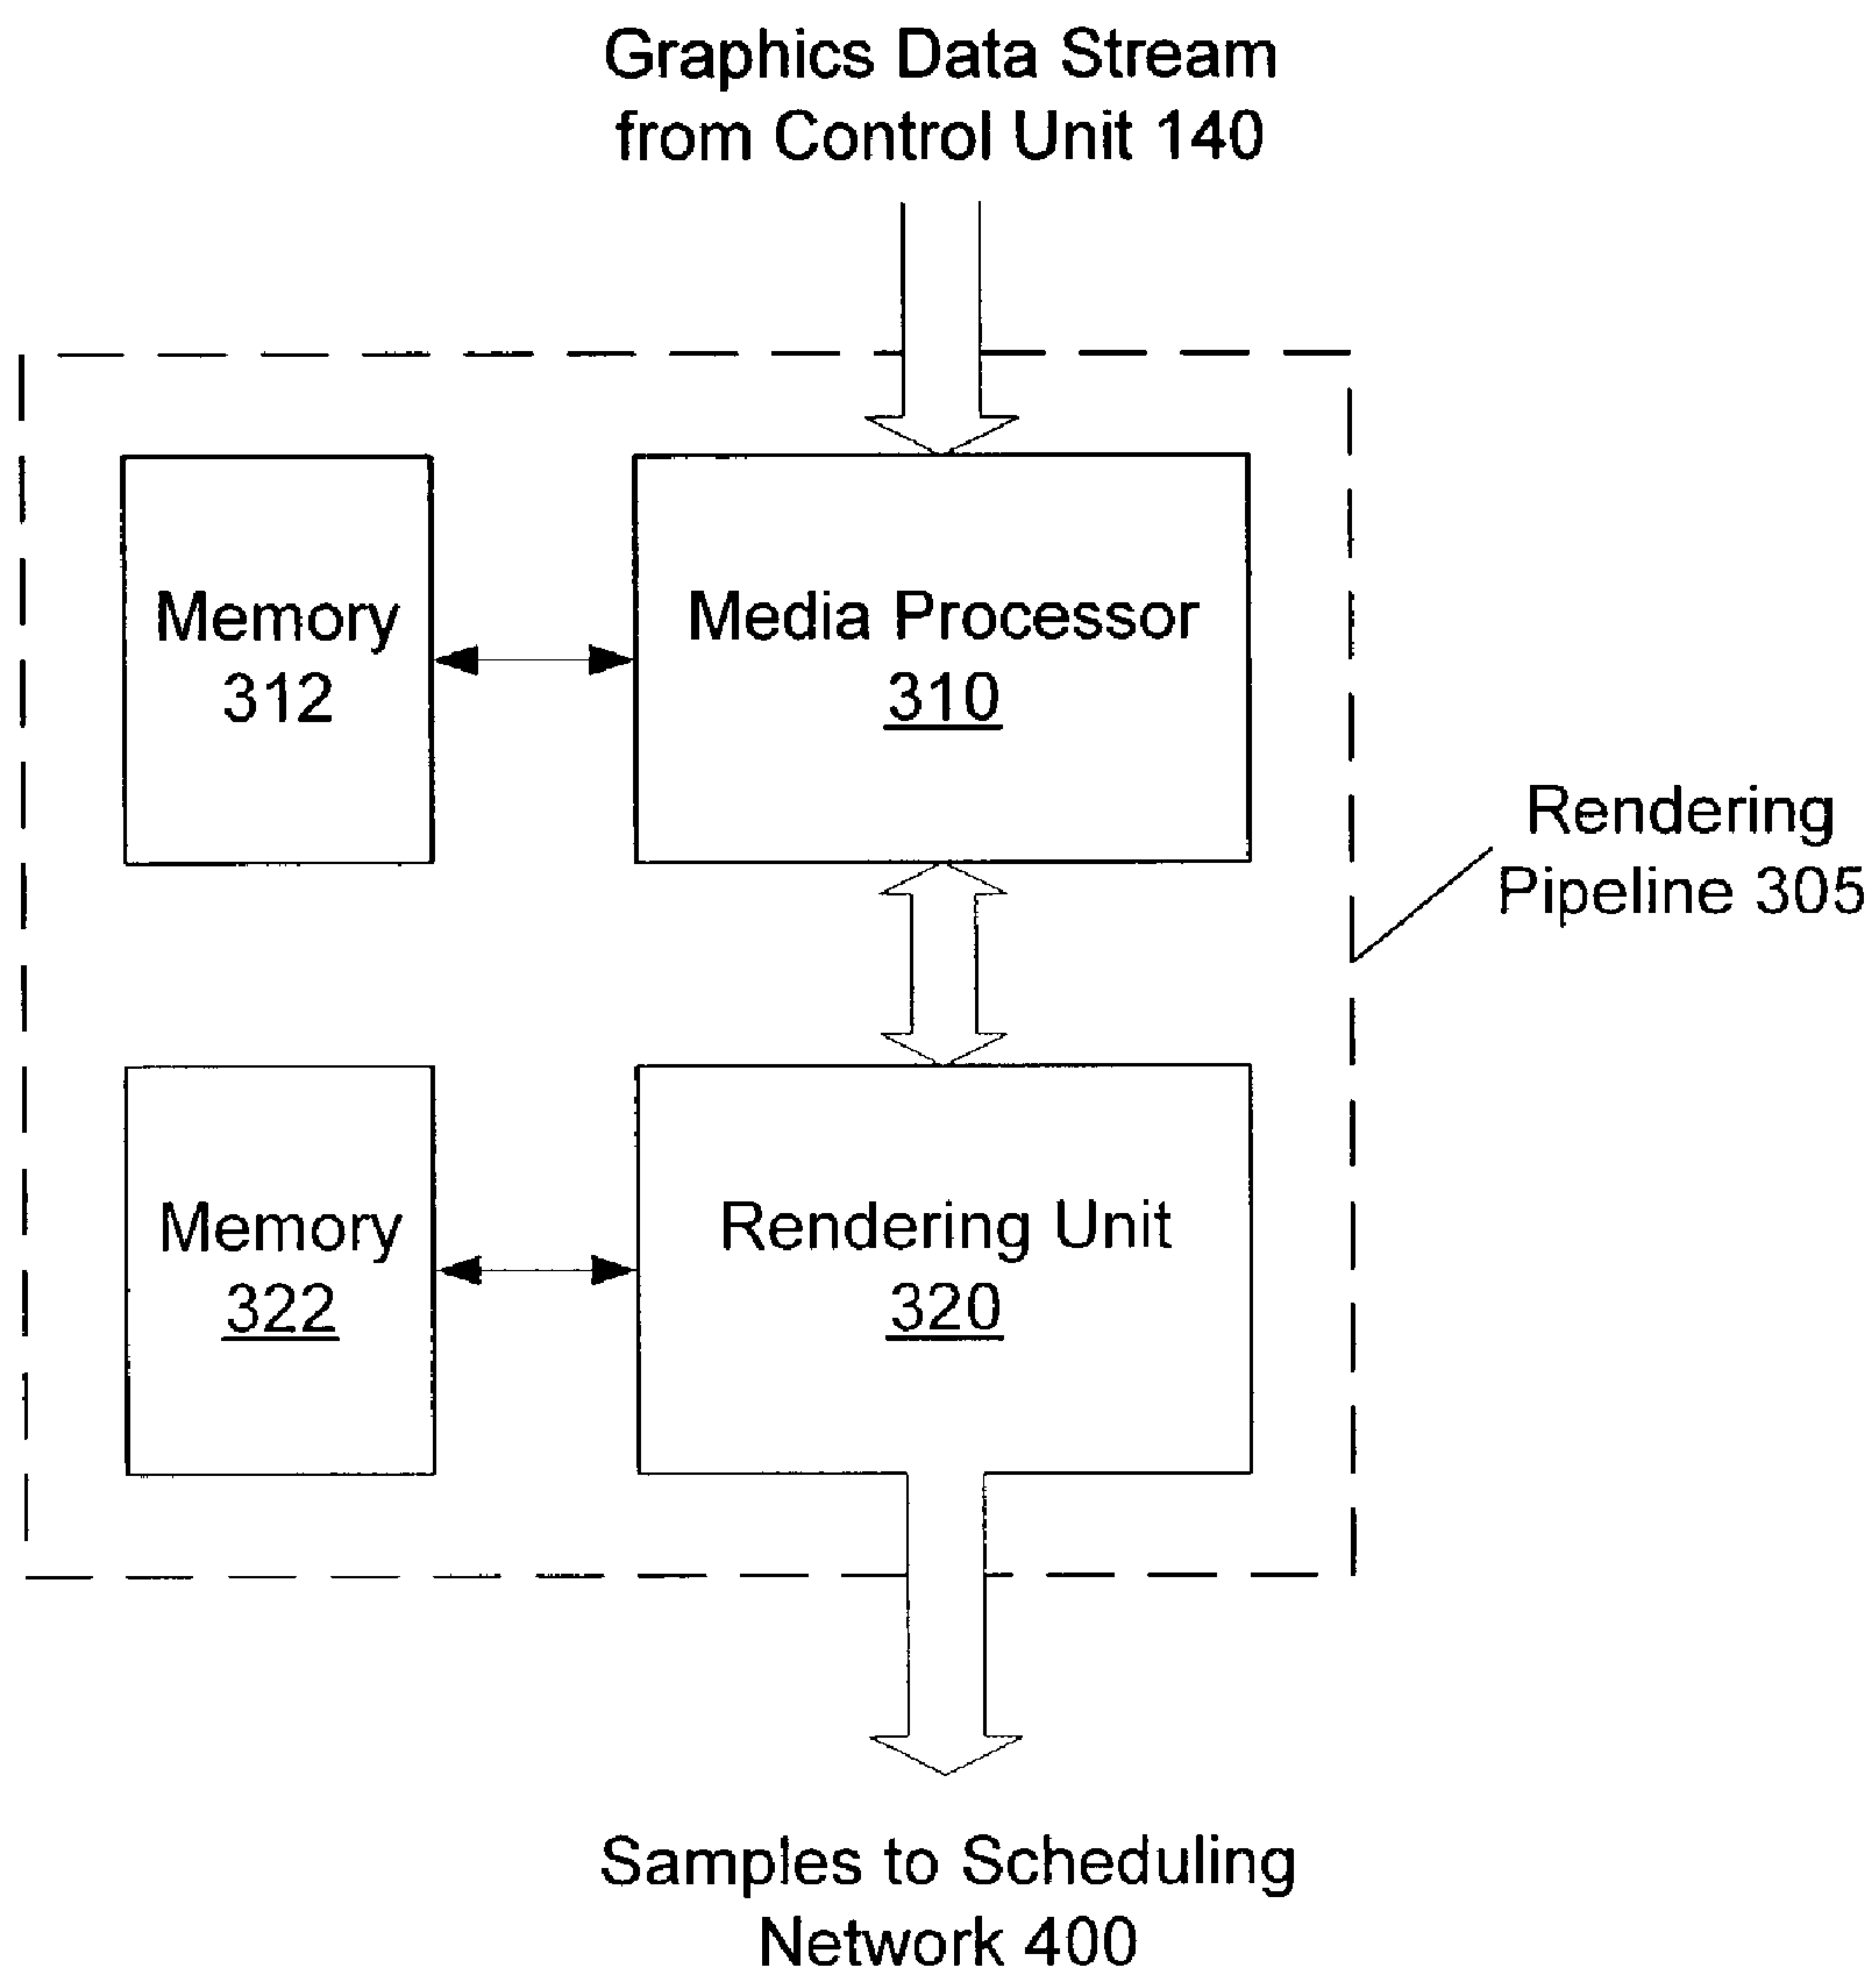 Graphics Data Stream
from Control Unit 140
Memory
312
Media Processor
310
Rendering
Pipeline 305
Memory
322
Rendering Unit
320
Samples to Scheduling
Network 400